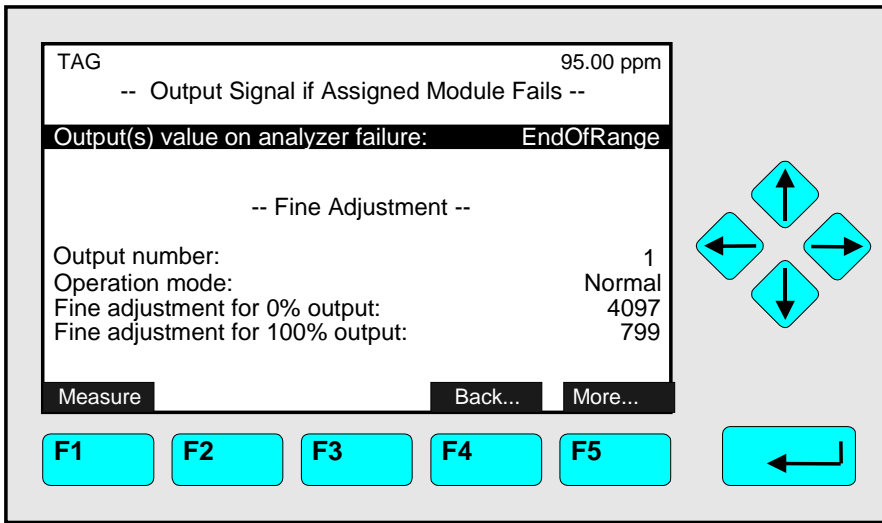 TAG 95.00 ppm
-- Output Signal if Assigned Module Fails --
Output(s) value on analyzer failure: EndOfRange
-- Fine Adjustment --
Output number: 1
Operation mode: Normal
Fine adjustment for 0% output: 4097
Fine adjustment for 100% output: 799
Measure Back... More...
F1 F2 F3 F4 F5